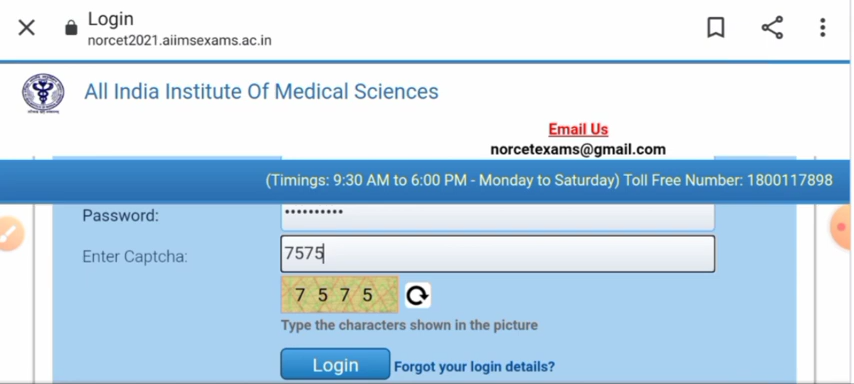 Login
norcet2021.aiimsexams.ac.in
All India Institute Of Medical Sciences
Email Us
norcetexams@gmail.com
(Timings: 9:30 AM to 6:00 PM - Monday to Saturday) Toll Free Number: 1800117898
Password: ••••••••••
Enter Captcha: 7575
7 5 7 5
Type the characters shown in the picture
Login Forgot your login details?